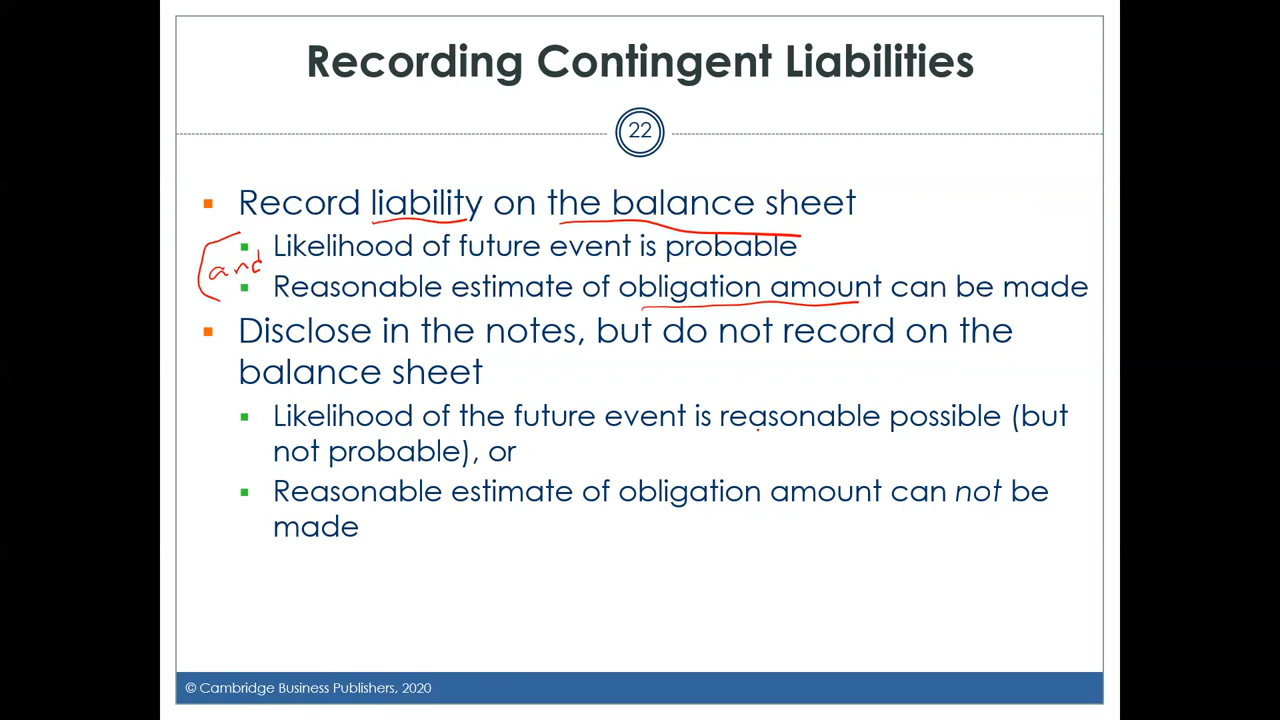 Recording Contingent Liabilities
22
Record liability on the balance sheet
Likelihood of future event is probable
and
Reasonable estimate of obligation amount can be made
Disclose in the notes, but do not record on the
balance sheet
Likelihood of the future event is reasonable possible (but
not probable), or
Reasonable estimate of obligation amount can not be
made
© Cambridge Business Publishers, 2020